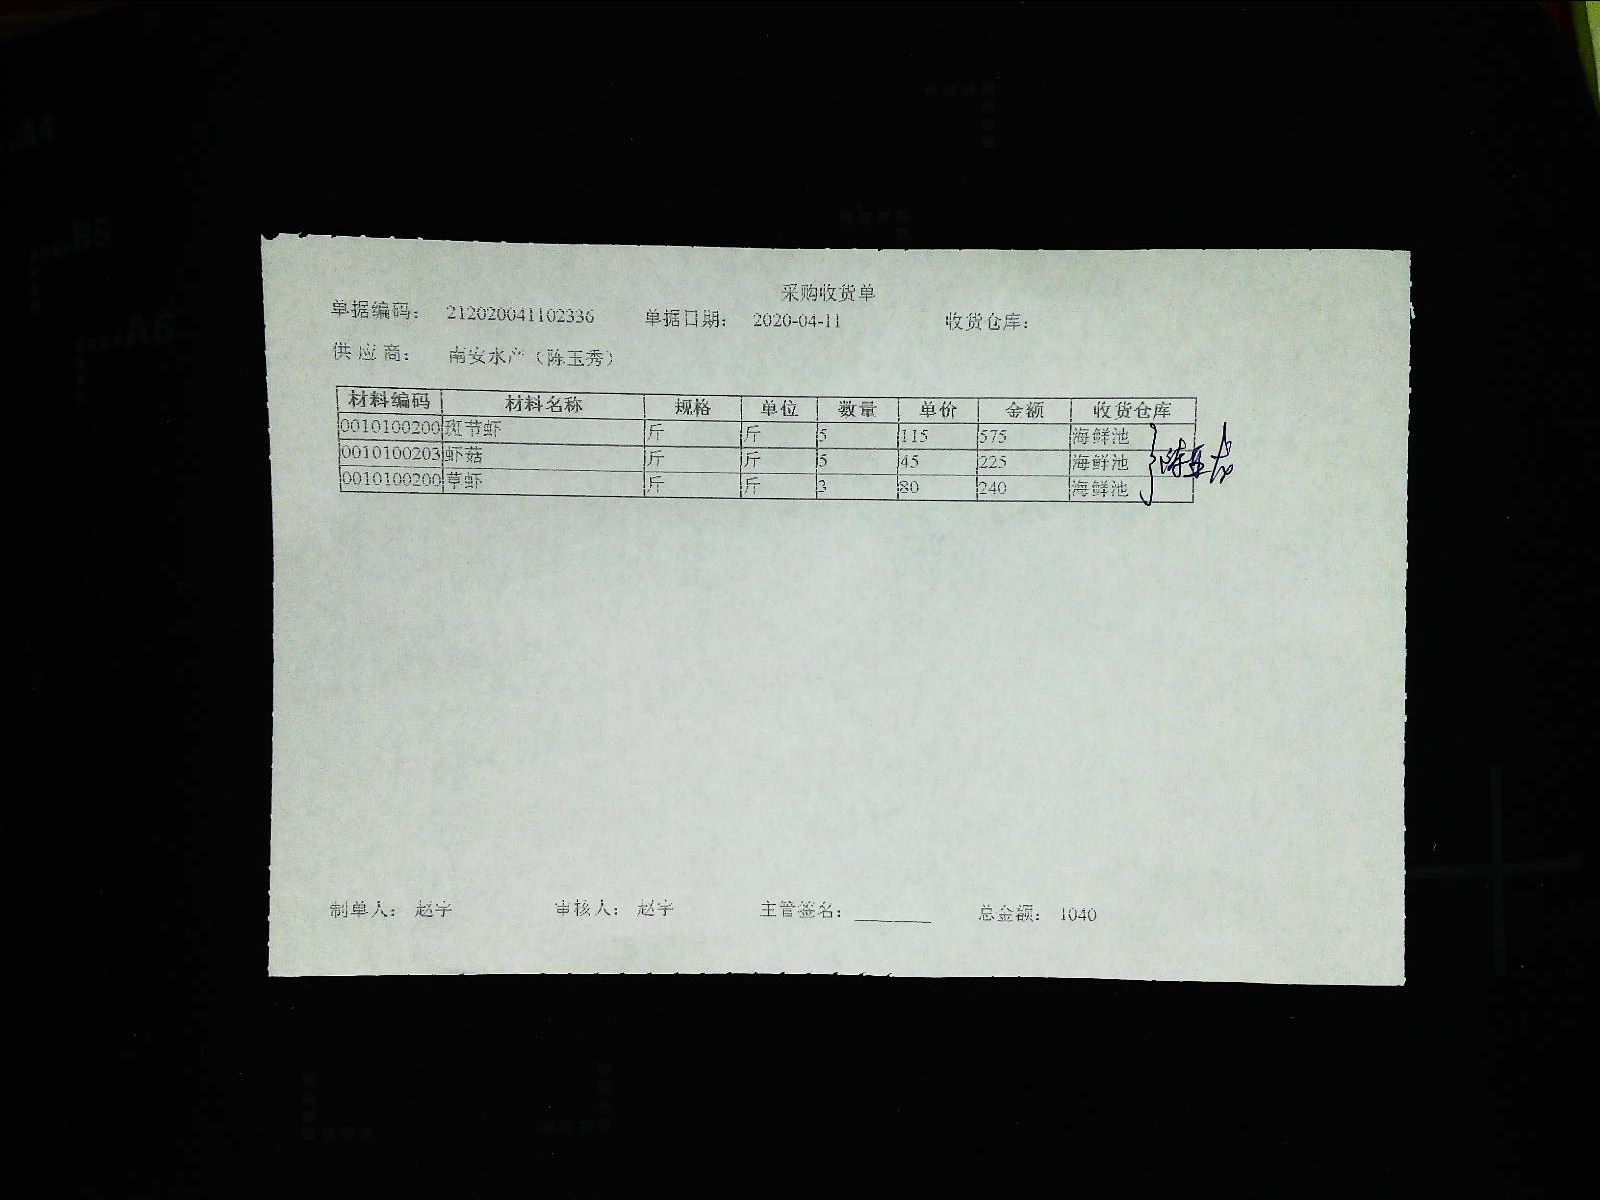 采购收货单
单据编码： 212020041102336 单据日期： 2020-04-11 收货仓库：
供 应 商： 南安水产（陈玉秀）
材料编码 材料名称 规格 单位 数量 单价 金额 收货仓库
0010100200 斑节虾 斤 斤 5 115 575 海鲜池
0010100203 虾菇 斤 斤 5 45 225 海鲜池
0010100200 草虾 斤 斤 3 80 240 海鲜池
制单人： 赵宇 审核人： 赵宇 主管签名：________ 总金额： 1040
A4
B5
A5